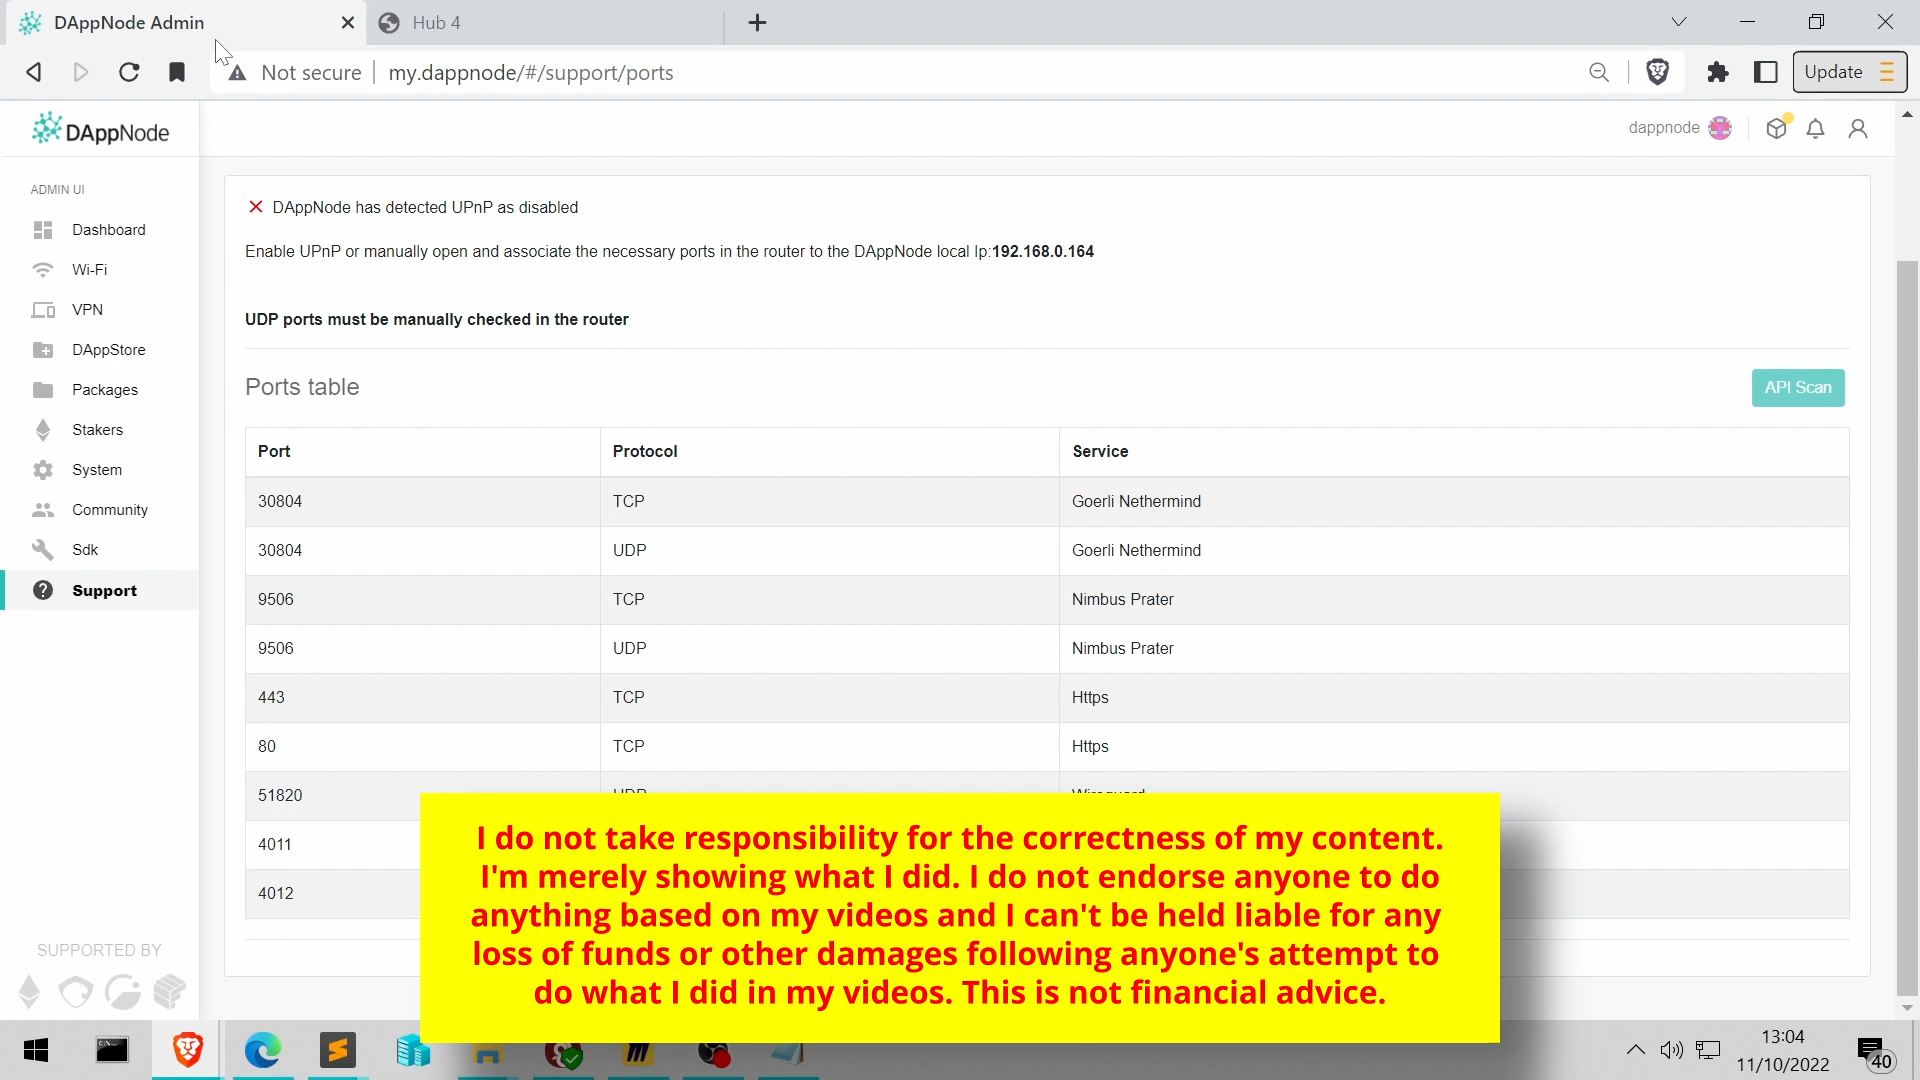 DAppNode Admin
Hub 4
Not secure
my.dappnode/#/support/ports
Update
DAppNode
dappnode
ADMIN UI
Dashboard
Wi-Fi
VPN
DAppStore
Packages
Stakers
System
Community
Sdk
Support
SUPPORTED BY
DAppNode has detected UPnP as disabled
Enable UPnP or manually open and associate the necessary ports in the router to the DAppNode local Ip:192.168.0.164
UDP ports must be manually checked in the router
Ports table
API Scan
Port Protocol Service
30804 TCP Goerli Nethermind
30804 UDP Goerli Nethermind
9506 TCP Nimbus Prater
9506 UDP Nimbus Prater
443 TCP Https
80 TCP Https
51820 UDP Wireguard
4011
4012
I do not take responsibility for the correctness of my content.
I'm merely showing what I did. I do not endorse anyone to do
anything based on my videos and I can't be held liable for any
loss of funds or other damages following anyone's attempt to
do what I did in my videos. This is not financial advice.
13:04
11/10/2022
40